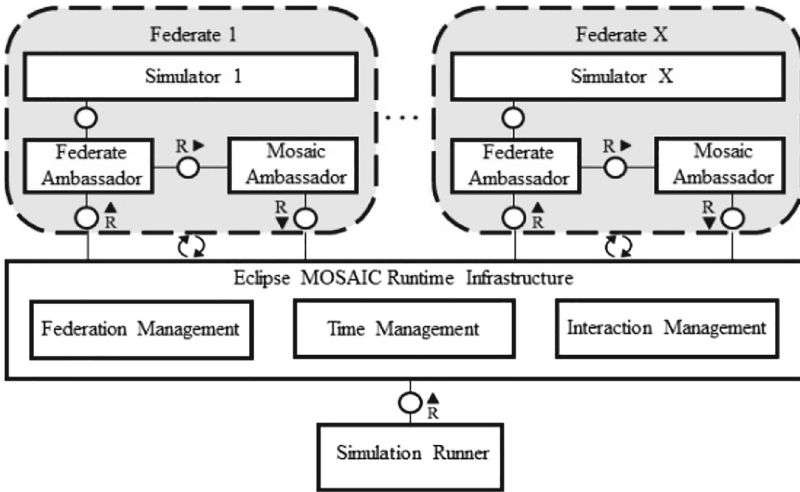 Federate 1
Federate X
Simulator 1
Simulator X
. . .
R
R
Federate
Ambassador
Mosaic
Ambassador
Federate
Ambassador
Mosaic
Ambassador
R
R
R
R
Eclipse MOSAIC Runtime Infrastructure
Federation Management
Time Management
Interaction Management
R
Simulation Runner